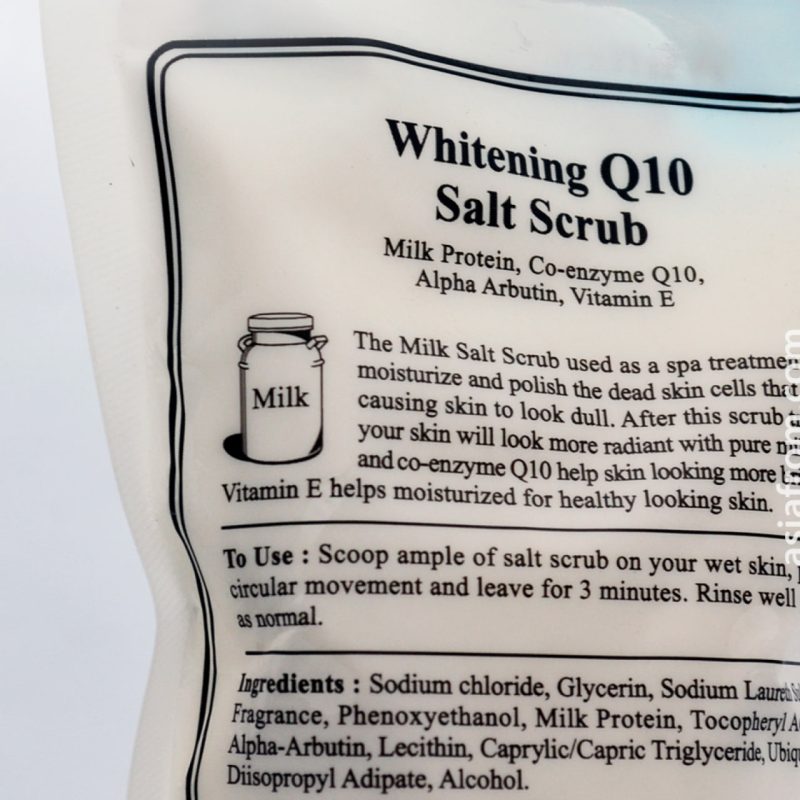 Whitening Q10
Salt Scrub
Milk Protein, Co-enzyme Q10,
Alpha Arbutin, Vitamin E
Milk
The Milk Salt Scrub used as a spa
moisturize and polish the dead skin cells
causing skin to look dull. After this scrub
your skin will look more radiant with pure
and co-enzyme Q10 help skin looking more
Vitamin E helps moisturized for healthy looking skin.
To Use : Scoop ample of salt scrub on your wet skin,
circular movement and leave for 3 minutes. Rinse well
as normal.
Ingredients : Sodium chloride, Glycerin, Sodium
Fragrance, Phenoxyethanol, Milk Protein, Tocopheryl
Alpha-Arbutin, Lecithin, Caprylic/Capric Triglyceride,
Diisopropyl Adipate, Alcohol.
asiafrom.com